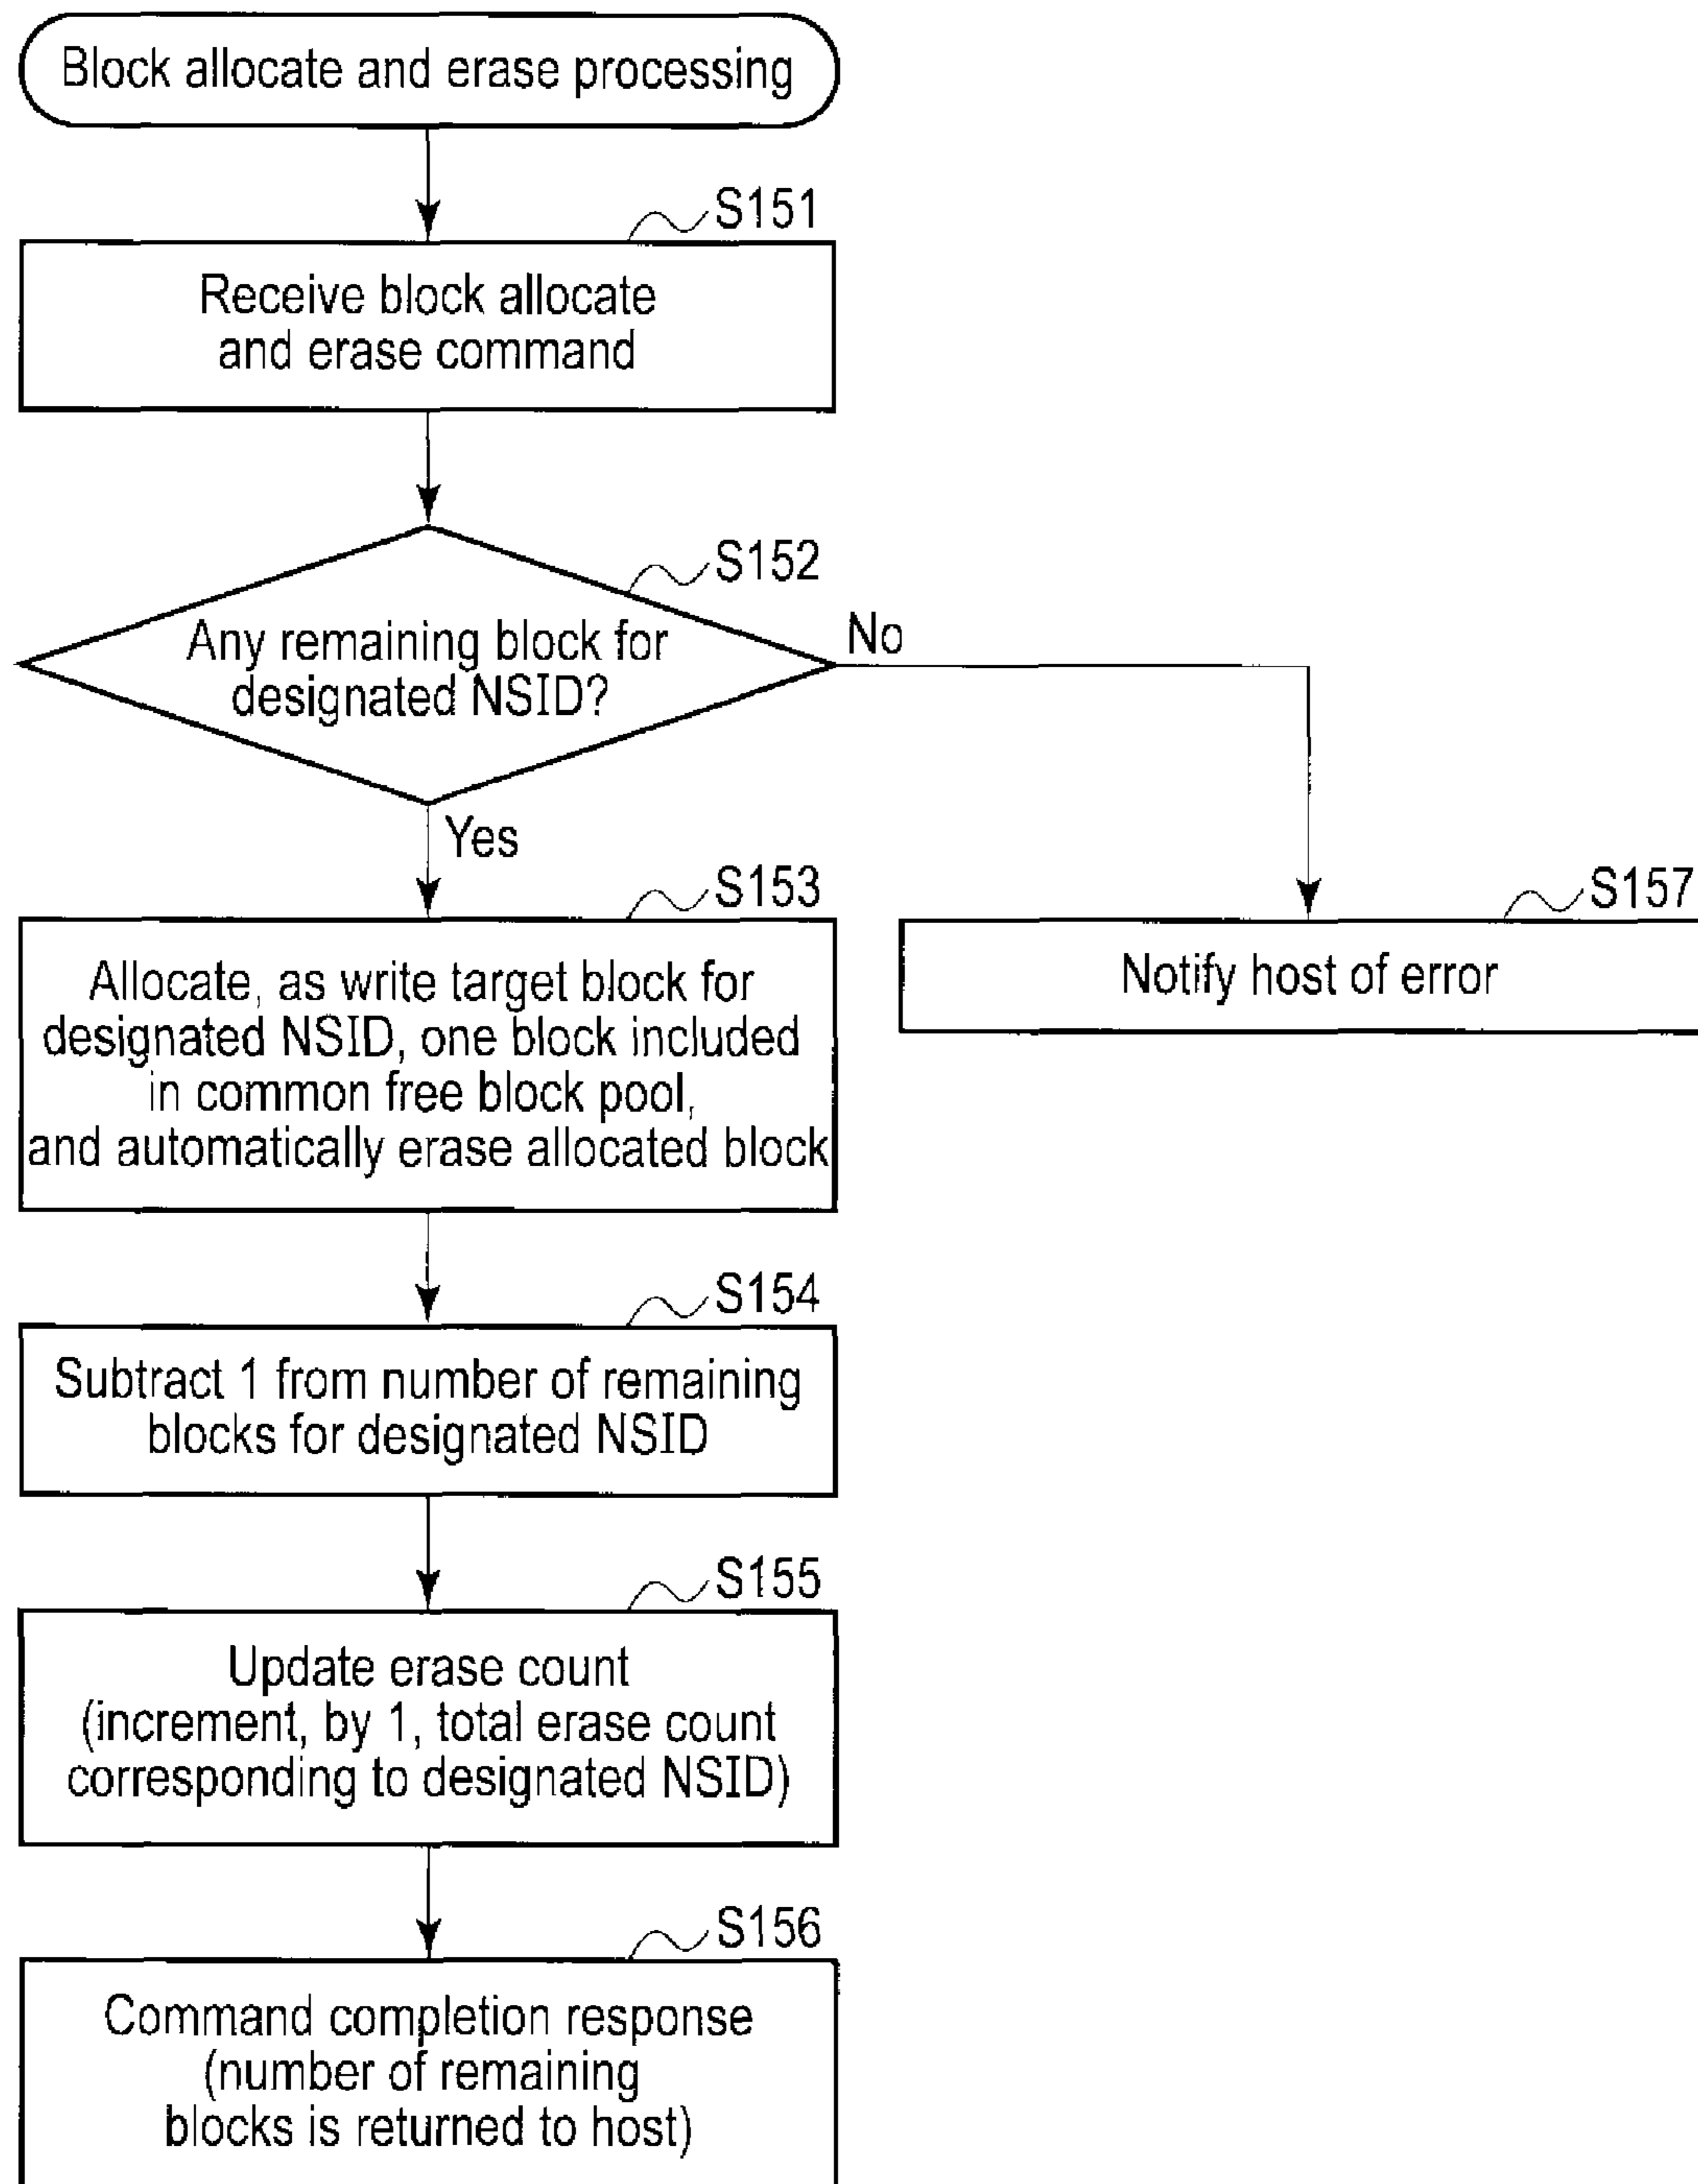 Block allocate and erase processing
S151
Receive block allocate
and erase command
S152
Any remaining block for
designated NSID?
No
Yes
S153
Allocate, as write target block for
designated NSID, one block included
in common free block pool,
and automatically erase allocated block
S157
Notify host of error
S154
Subtract 1 from number of remaining
blocks for designated NSID
S155
Update erase count
(increment, by 1, total erase count
corresponding to designated NSID)
S156
Command completion response
(number of remaining
blocks is returned to host)